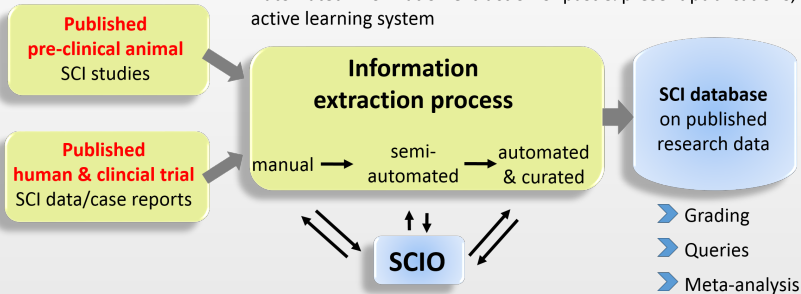 active learning system
Published
pre-clinical animal
SCI studies
Published
human & clincial trial
SCI data/case reports
Information
extraction process
manual
semi-
automated
automated
& curated
SCIO
SCI database
on published
research data
Grading
Queries
Meta-analysis